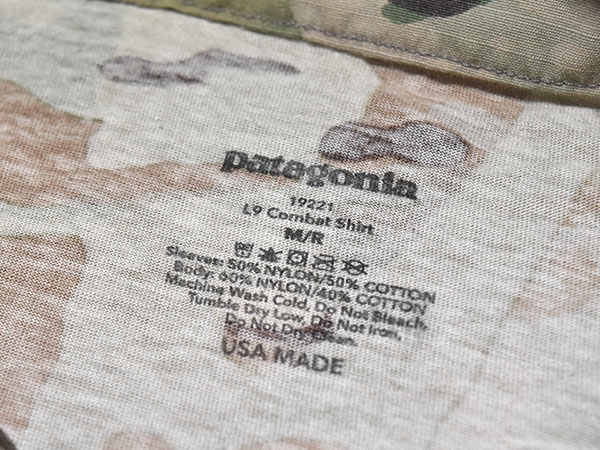 patagonia
19221
L9 Combat Shirt
M/R
Sleeves: 50% NYLON/50% COTTON
Body: 60% NYLON/40% COTTON
Machine Wash Cold, Do Not Bleach,
Tumble Dry Low, Do Not Iron,
Do Not Dry Clean.
USA MADE